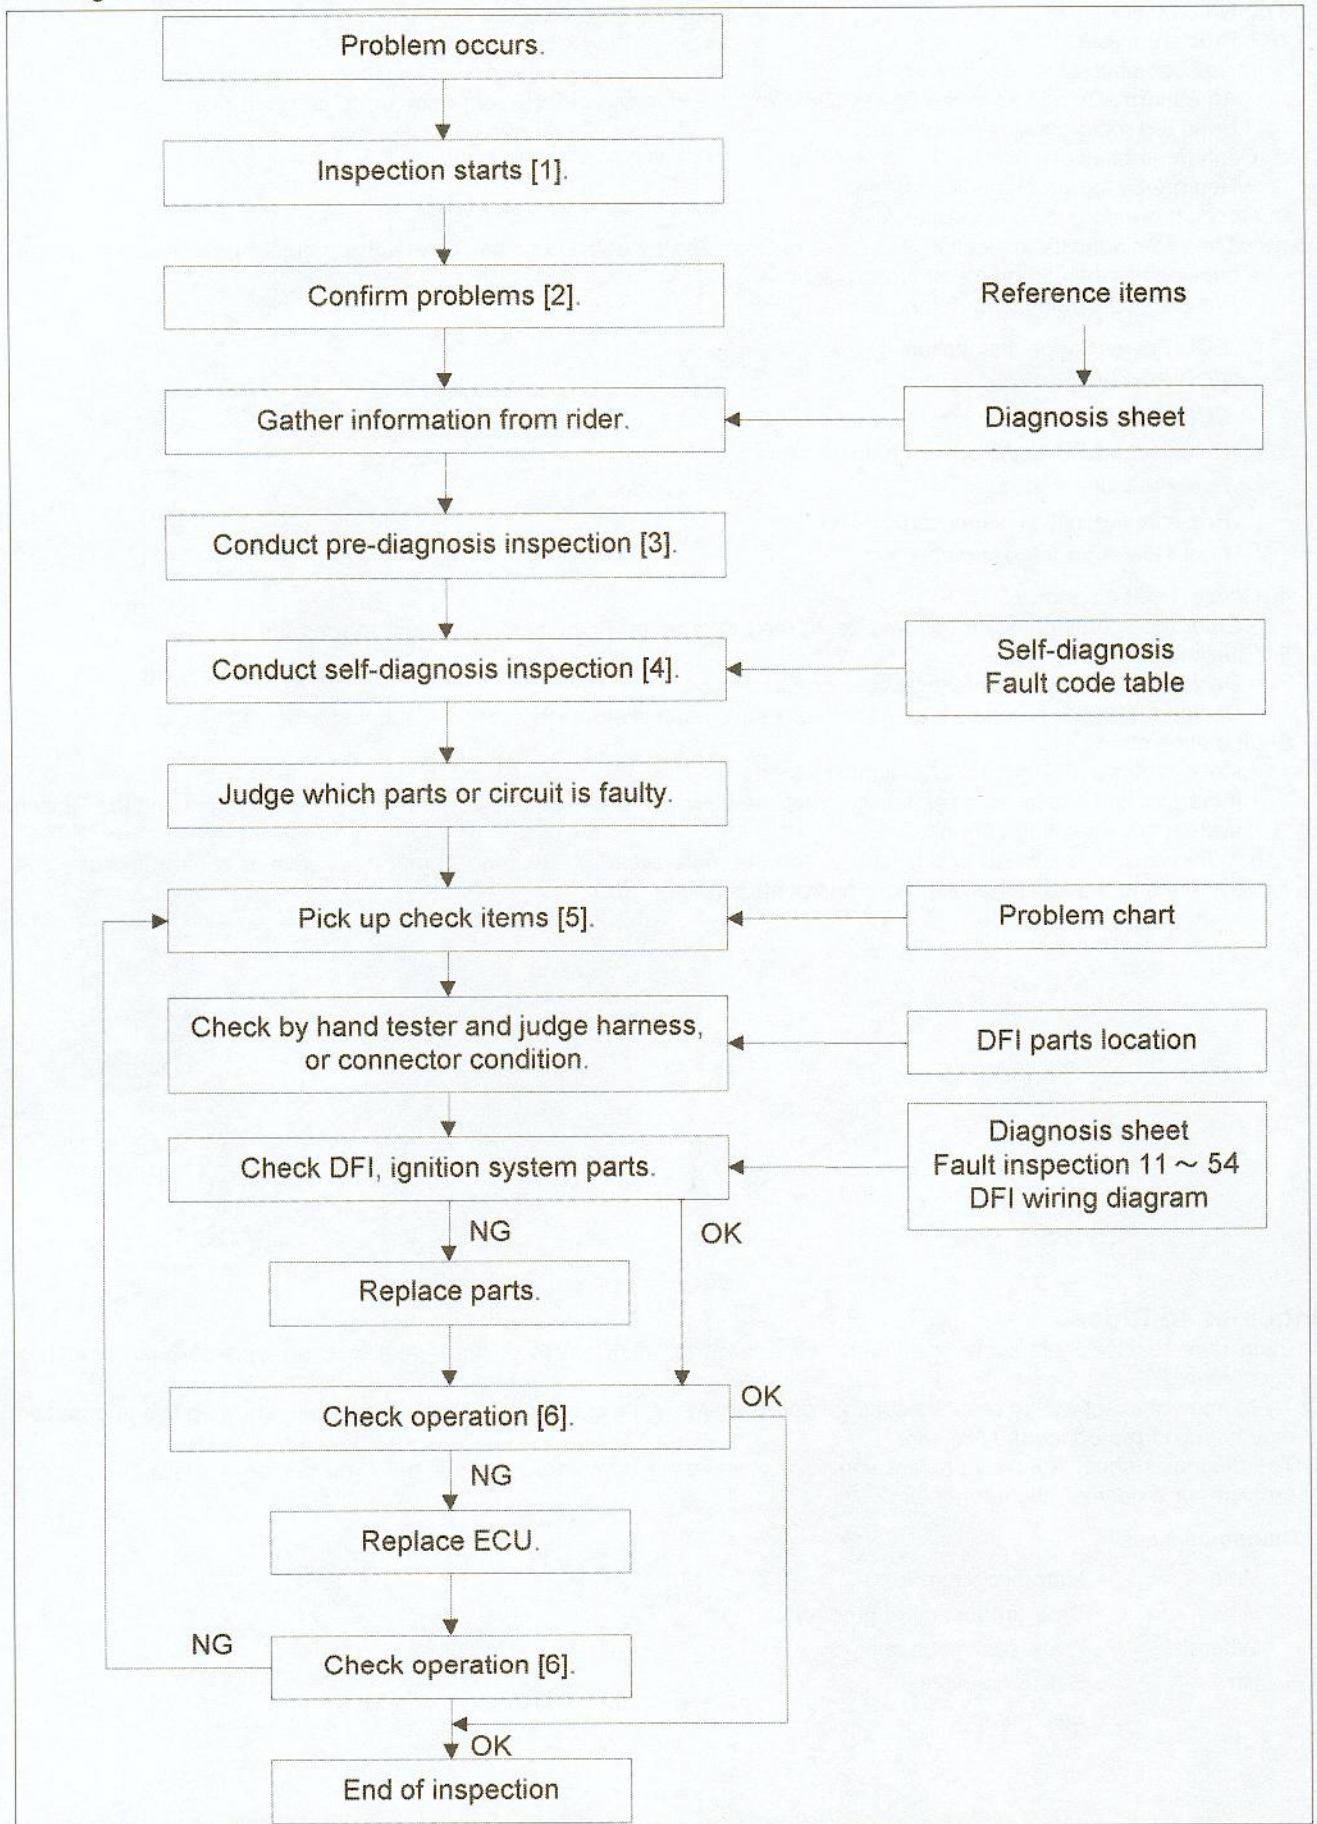 Problem occurs.
Inspection starts [1].
Confirm problems [2].
Reference items
Gather information from rider.
Diagnosis sheet
Conduct pre-diagnosis inspection [3].
Conduct self-diagnosis inspection [4].
Self-diagnosis
Fault code table
Judge which parts or circuit is faulty.
Pick up check items [5].
Problem chart
Check by hand tester and judge harness,
or connector condition.
DFI parts location
Check DFI, ignition system parts.
Diagnosis sheet
Fault inspection 11 ~ 54
DFI wiring diagram
NG
OK
Replace parts.
Check operation [6].
OK
NG
Replace ECU.
NG
Check operation [6].
OK
End of inspection